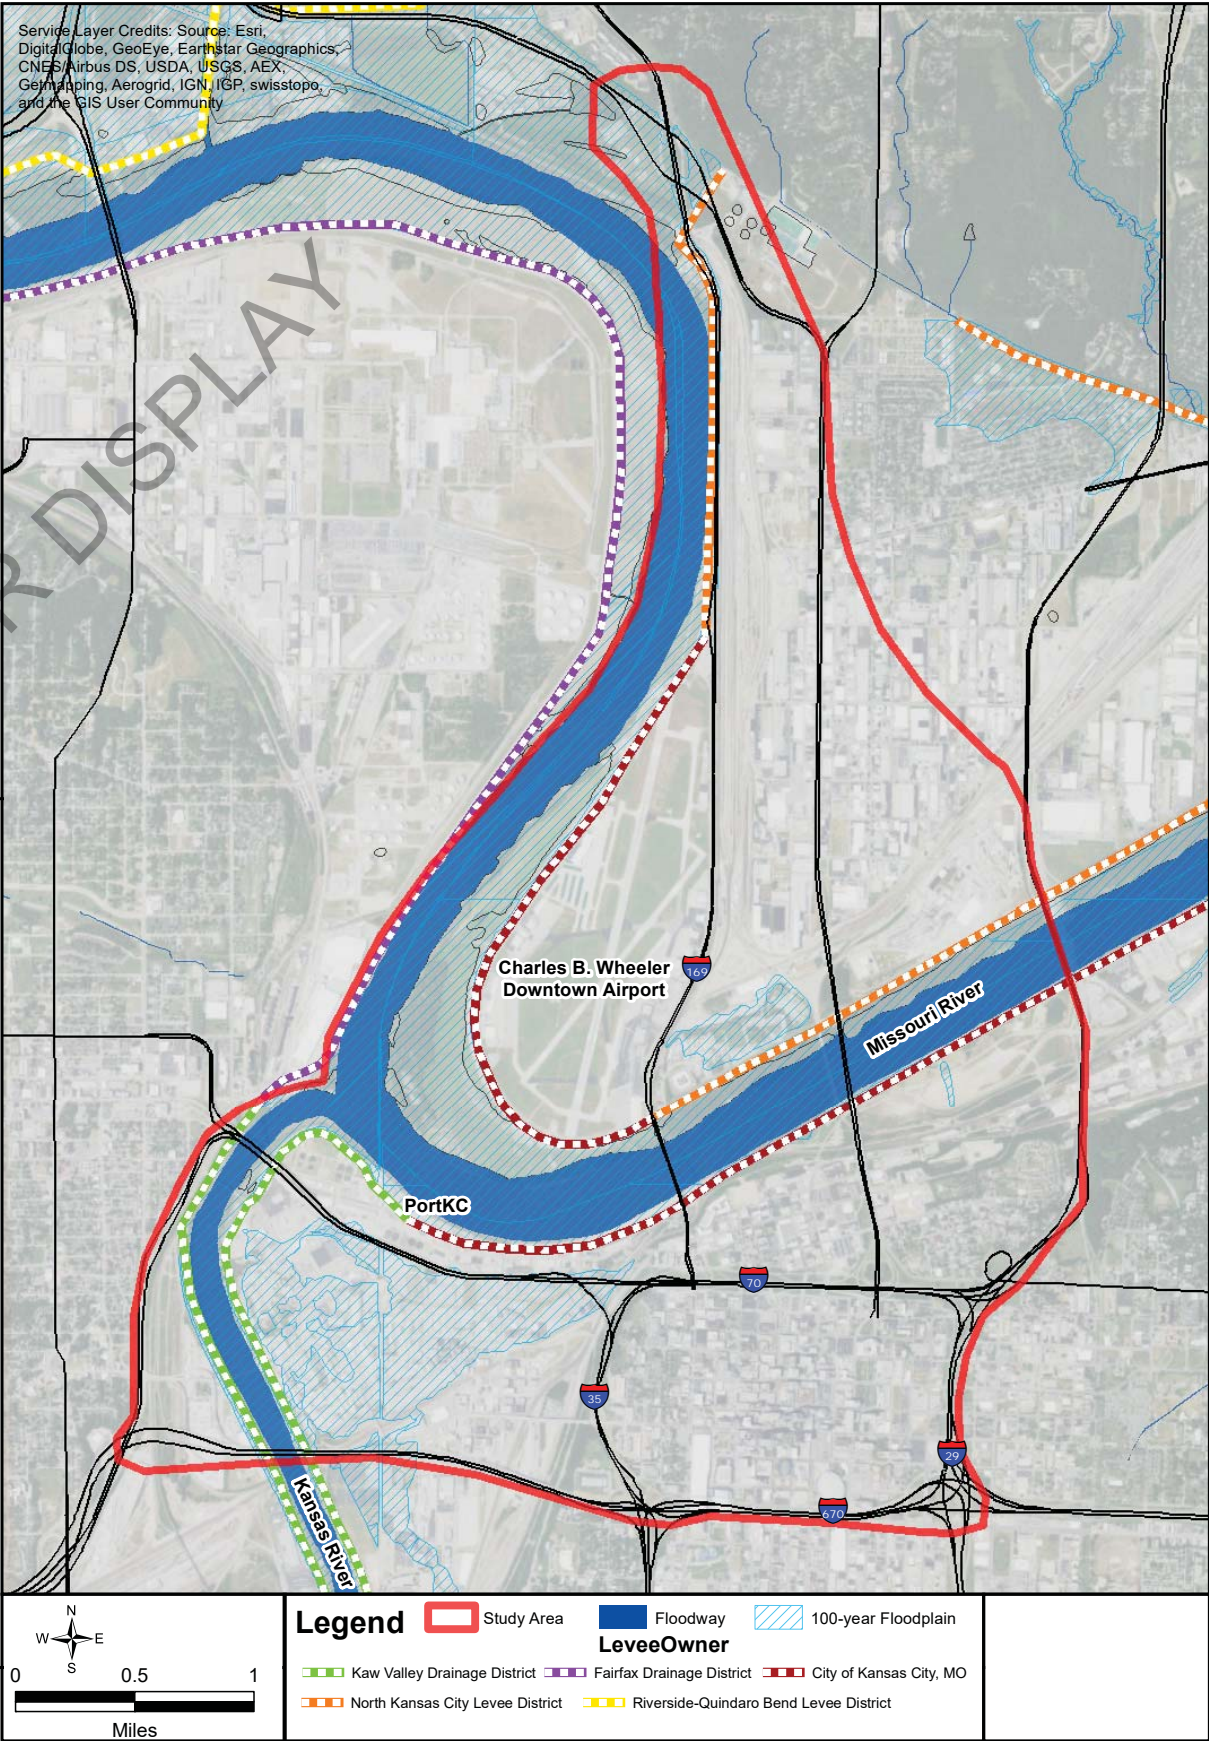 Service Layer Credits: Source: Esri,
DigitalGlobe, GeoEye, Earthstar Geographics,
CNES/Airbus DS, USDA, USGS, AEX,
Getmapping, Aerogrid, IGN, IGP, swisstopo,
and the GIS User Community
R DISPLAY
Charles B. Wheeler
Downtown Airport
169
Missouri River
PortKC
70
35
29
670
Kansas River
N
W E
S
0 0.5 1
Miles
Legend
Study Area
Floodway
100-year Floodplain
LeveeOwner
Kaw Valley Drainage District
Fairfax Drainage District
City of Kansas City, MO
North Kansas City Levee District
Riverside-Quindaro Bend Levee District